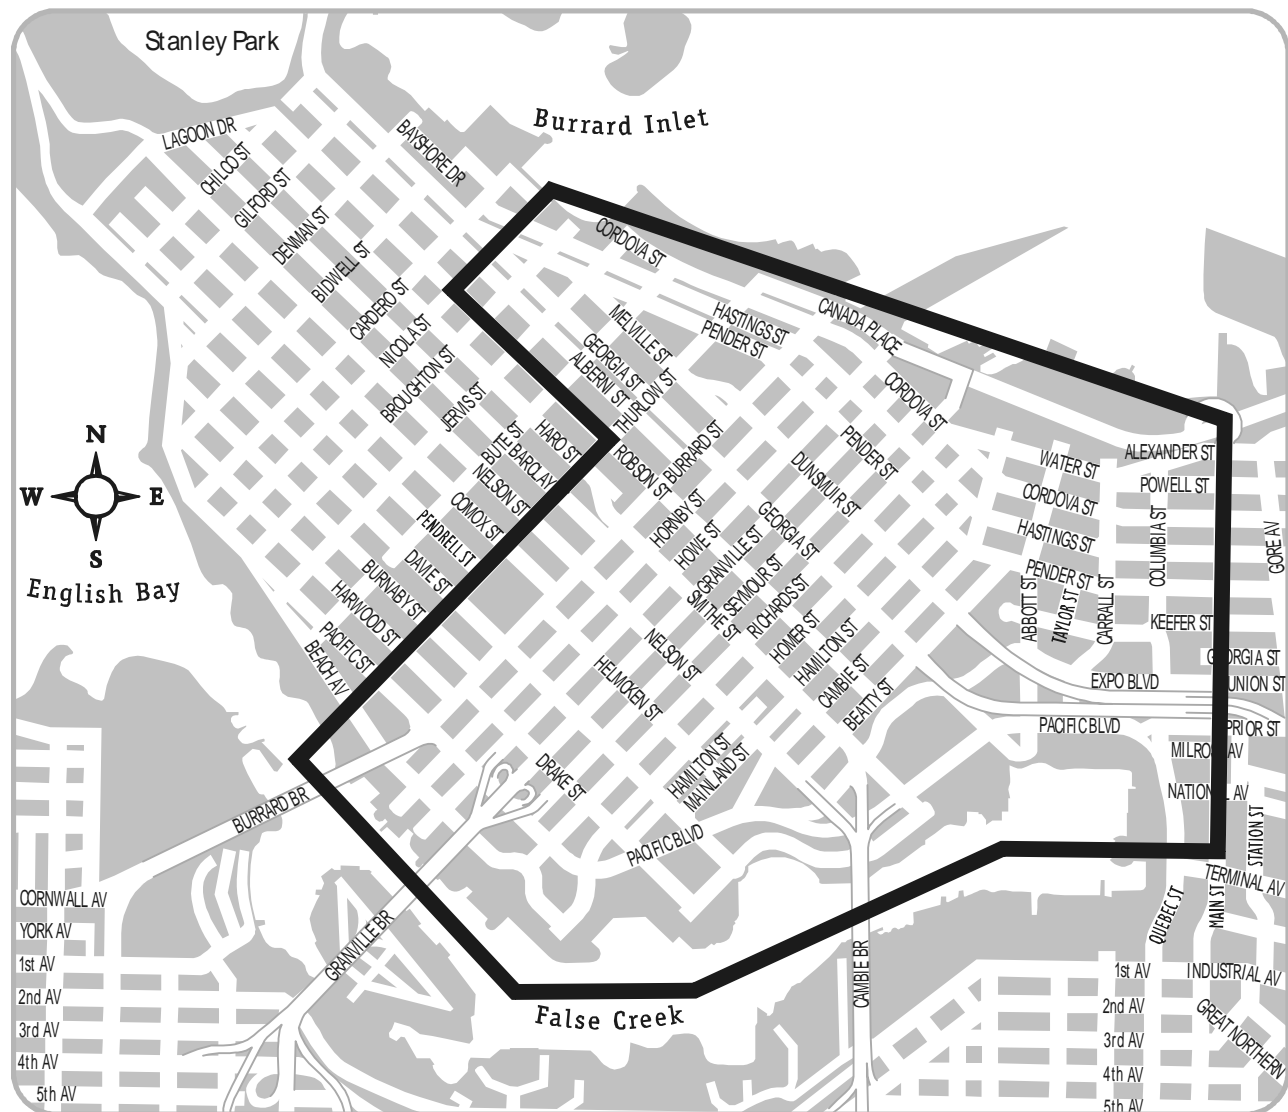 Stanley Park
Burrard Inlet
LAGOON DR
BAYSHORE DR
CHILCO ST
GILFORD ST
DENMAN ST
BIDWELL ST
CARDERO ST
NICOLA ST
BROUGHTON ST
JERVIS ST
BUTE ST
CORDOVA ST
MELVILLE ST
HASTINGS ST
PENDER ST
CANADA PLACE
GEORGIA ST
ALBERNI ST
THURLOW ST
CORDOVA ST
HARO ST
BARCLAY
NELSON ST
COMOX ST
PENDRELL ST
DAVIE ST
BURNABY ST
HARWOOD ST
PACIFIC ST
BEACH AV
ROBSON ST
BURRARD ST
PENDER ST
DUNSMUIR ST
GEORGIA ST
HORNBY ST
HOWE ST
GRANVILLE ST
SEYMOUR ST
SMITHE ST
RICHARDS ST
HOMER ST
HAMILTON ST
CAMBIE ST
BEATTY ST
NELSON ST
HELMCKEN ST
DRAKE ST
HAMILTON ST
MAINLAND ST
PACIFIC BLVD
WATER ST
CORDOVA ST
HASTINGS ST
PENDER ST
ALEXANDER ST
POWELL ST
COLUMBIA ST
GORE AV
ABBOTT ST
TAYLOR ST
CARRALL ST
KEEFER ST
GEORGIA ST
UNION ST
EXPO BLVD
PACIFIC BLVD
PRIOR ST
MILROSS AV
NATIONAL AV
STATION ST
TERMINAL AV
QUEBEC ST
MAIN ST
N
W
E
S
English Bay
BURRARD BR
GRANVILLE BR
CAMBIE BR
False Creek
CORNWALL AV
YORK AV
1st AV
2nd AV
3rd AV
4th AV
5th AV
1st AV
INDUSTRIAL AV
2nd AV
GREAT NORTHERN
3rd AV
4th AV
5th AV